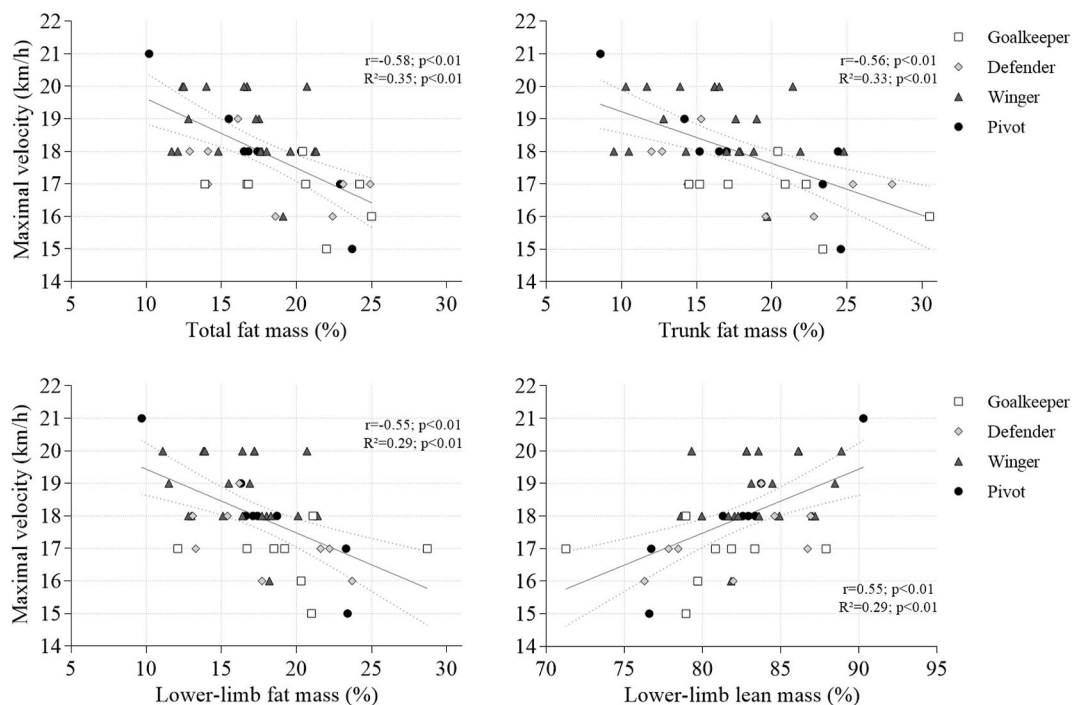 22
21
20
19
18
17
16
15
14
Maximal velocity (km/h)
r=-0.58; p<0.01
R²=0.35; p<0.01
5 10 15 20 25 30
Total fat mass (%)
22
21
20
19
18
17
16
15
14
r=-0.56; p<0.01
R²=0.33; p<0.01
5 10 15 20 25 30
Trunk fat mass (%)
Goalkeeper
Defender
Winger
Pivot
22
21
20
19
18
17
16
15
14
Maximal velocity (km/h)
r=-0.55; p<0.01
R²=0.29; p<0.01
5 10 15 20 25 30
Lower-limb fat mass (%)
22
21
20
19
18
17
16
15
14
r=0.55; p<0.01
R²=0.29; p<0.01
70 75 80 85 90 95
Lower-limb lean mass (%)
Goalkeeper
Defender
Winger
Pivot